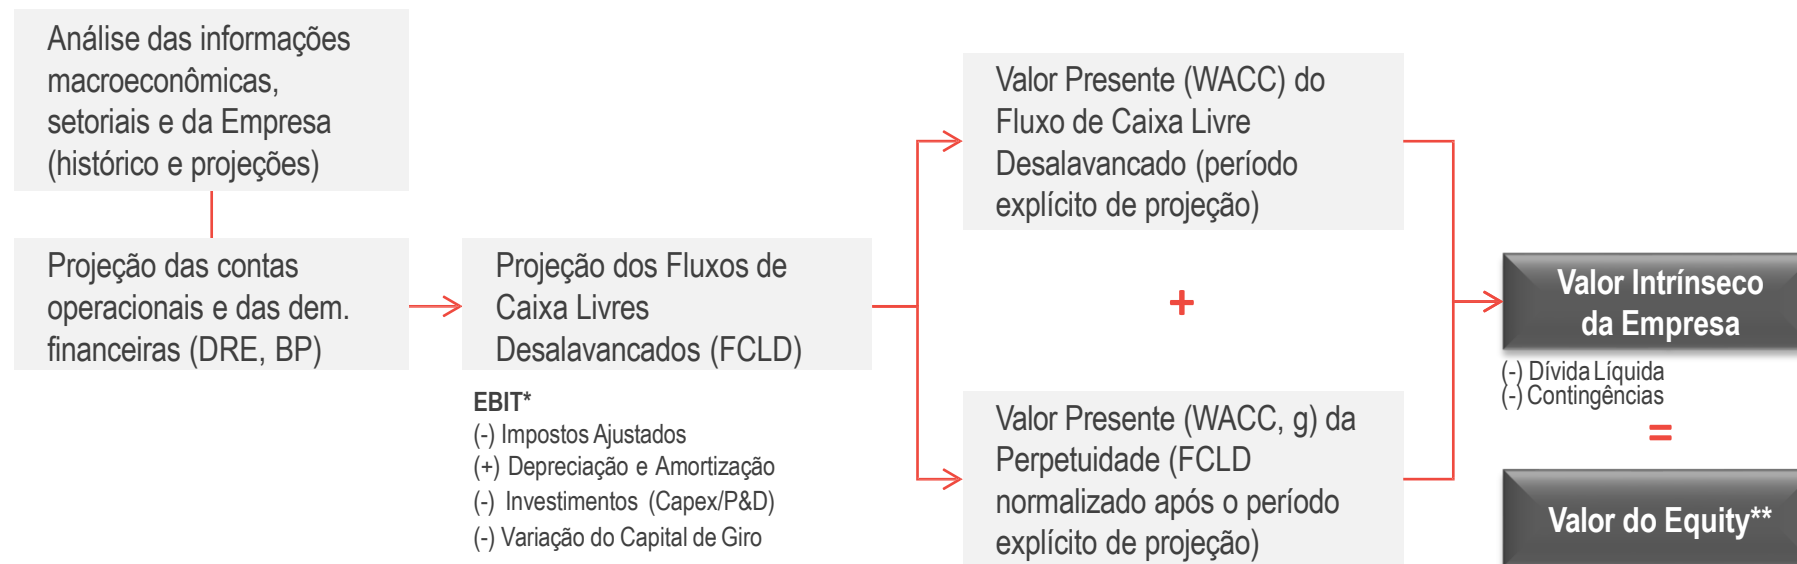 Análise das informações
macroeconômicas,
setoriais e da Empresa
(histórico e projeções)
Projeção das contas
operacionais e das dem.
financeiras (DRE, BP)
Projeção dos Fluxos de
Caixa Livres
Desalavancados (FCLD)
EBIT*
(-) Impostos Ajustados
(+) Depreciação e Amortização
(-) Investimentos (Capex/P&D)
(-) Variação do Capital de Giro
Valor Presente (WACC) do
Fluxo de Caixa Livre
Desalavancado (período
explícito de projeção)
+
Valor Presente (WACC, g) da
Perpetuidade (FCLD
normalizado após o período
explícito de projeção)
Valor Intrínseco
da Empresa
(-) Dívida Líquida
(-) Contingências
=
Valor do Equity**